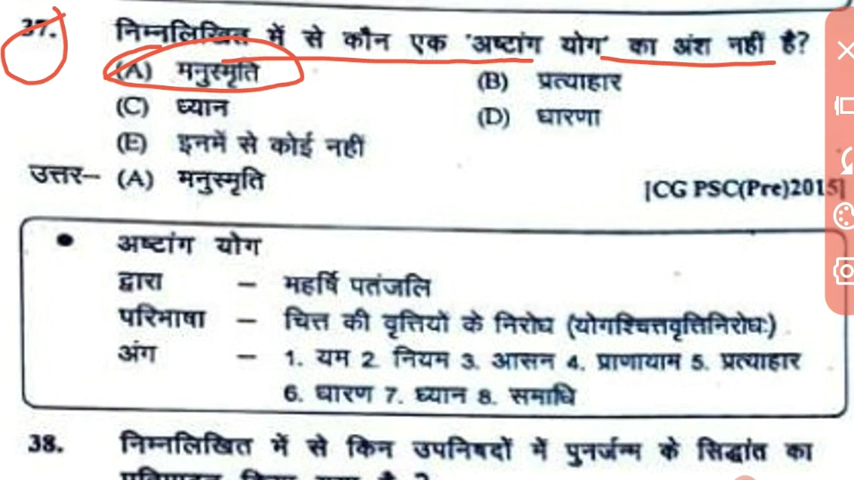 37. निम्नलिखित में से कौन एक 'अष्टांग योग' का अंश नहीं है?
(A) मनुस्मृति (B) प्रत्याहार
(C) ध्यान (D) धारणा
(E) इनमें से कोई नहीं
उत्तर– (A) मनुस्मृति [CG PSC(Pre)2015]
• अष्टांग योग
द्वारा – महर्षि पतंजलि
परिभाषा – चित्त की वृत्तियों के निरोध (योगश्चित्तवृत्तिनिरोधः)
अंग – 1. यम 2. नियम 3. आसन 4. प्राणायाम 5. प्रत्याहार
6. धारण 7. ध्यान 8. समाधि
38. निम्नलिखित में से किन उपनिषदों में पुनर्जन्म के सिद्धांत का